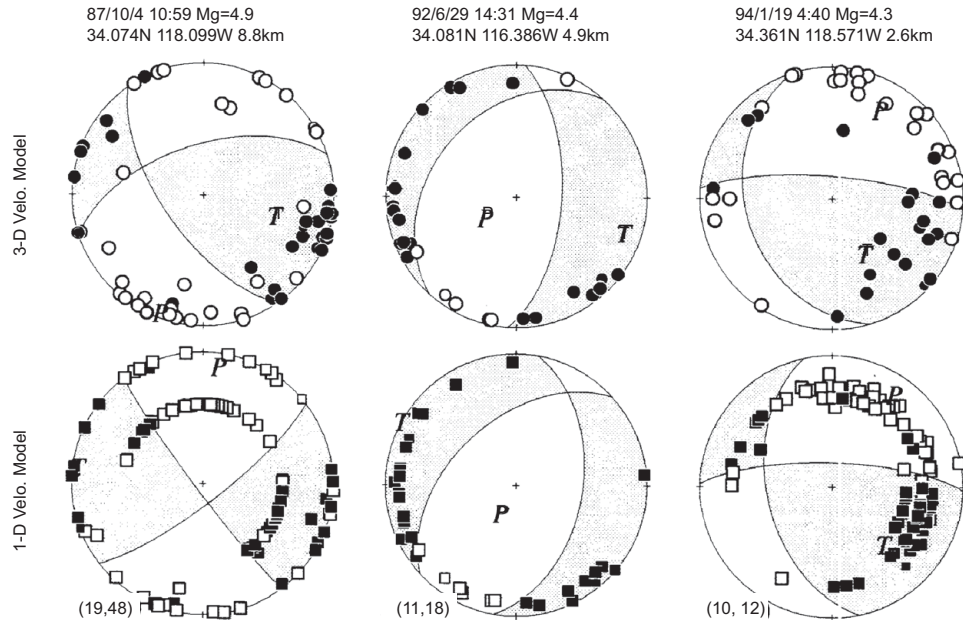 87/10/4 10:59 Mg=4.9
34.074N 118.099W 8.8km
92/6/29 14:31 Mg=4.4
34.081N 116.386W 4.9km
94/1/19 4:40 Mg=4.3
34.361N 118.571W 2.6km
3-D Velo. Model
T
P
P
T
P
T
1-D Velo. Model
P
T
(19,48)
T
P
(11,18)
P
T
(10, 12)